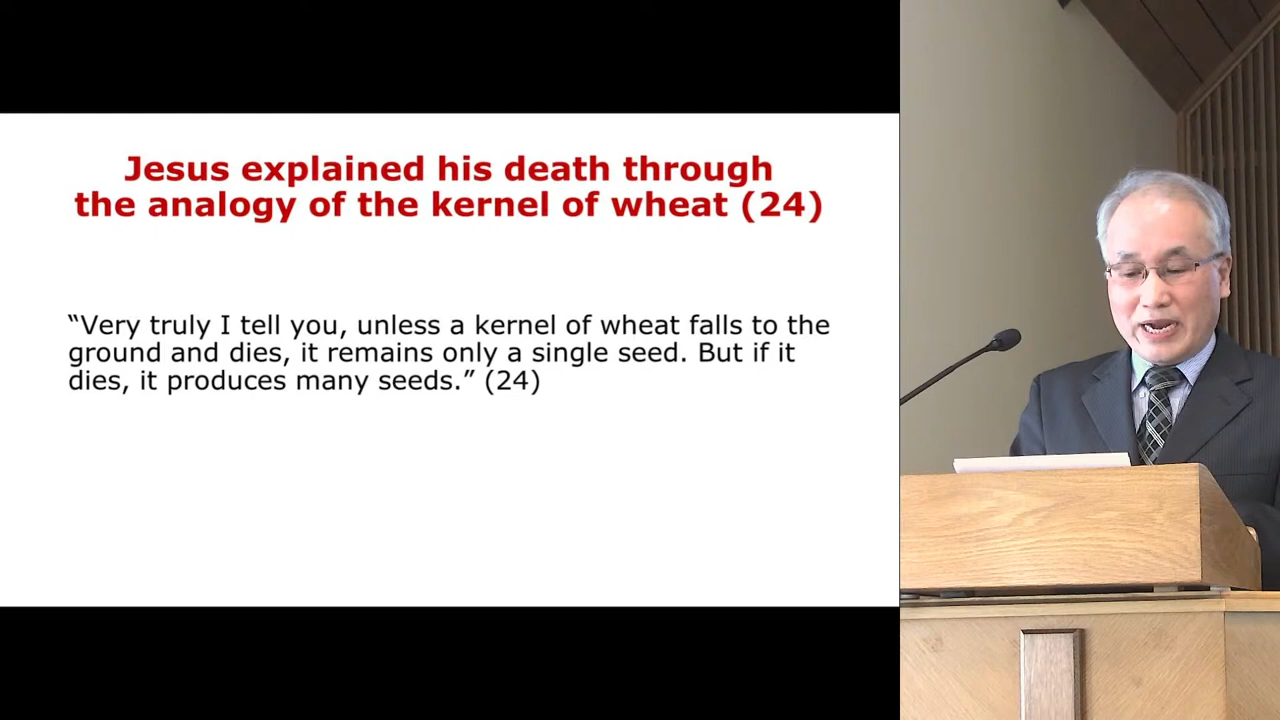 Jesus explained his death through
the analogy of the kernel of wheat (24)
“Very truly I tell you, unless a kernel of wheat falls to the
ground and dies, it remains only a single seed. But if it
dies, it produces many seeds.” (24)